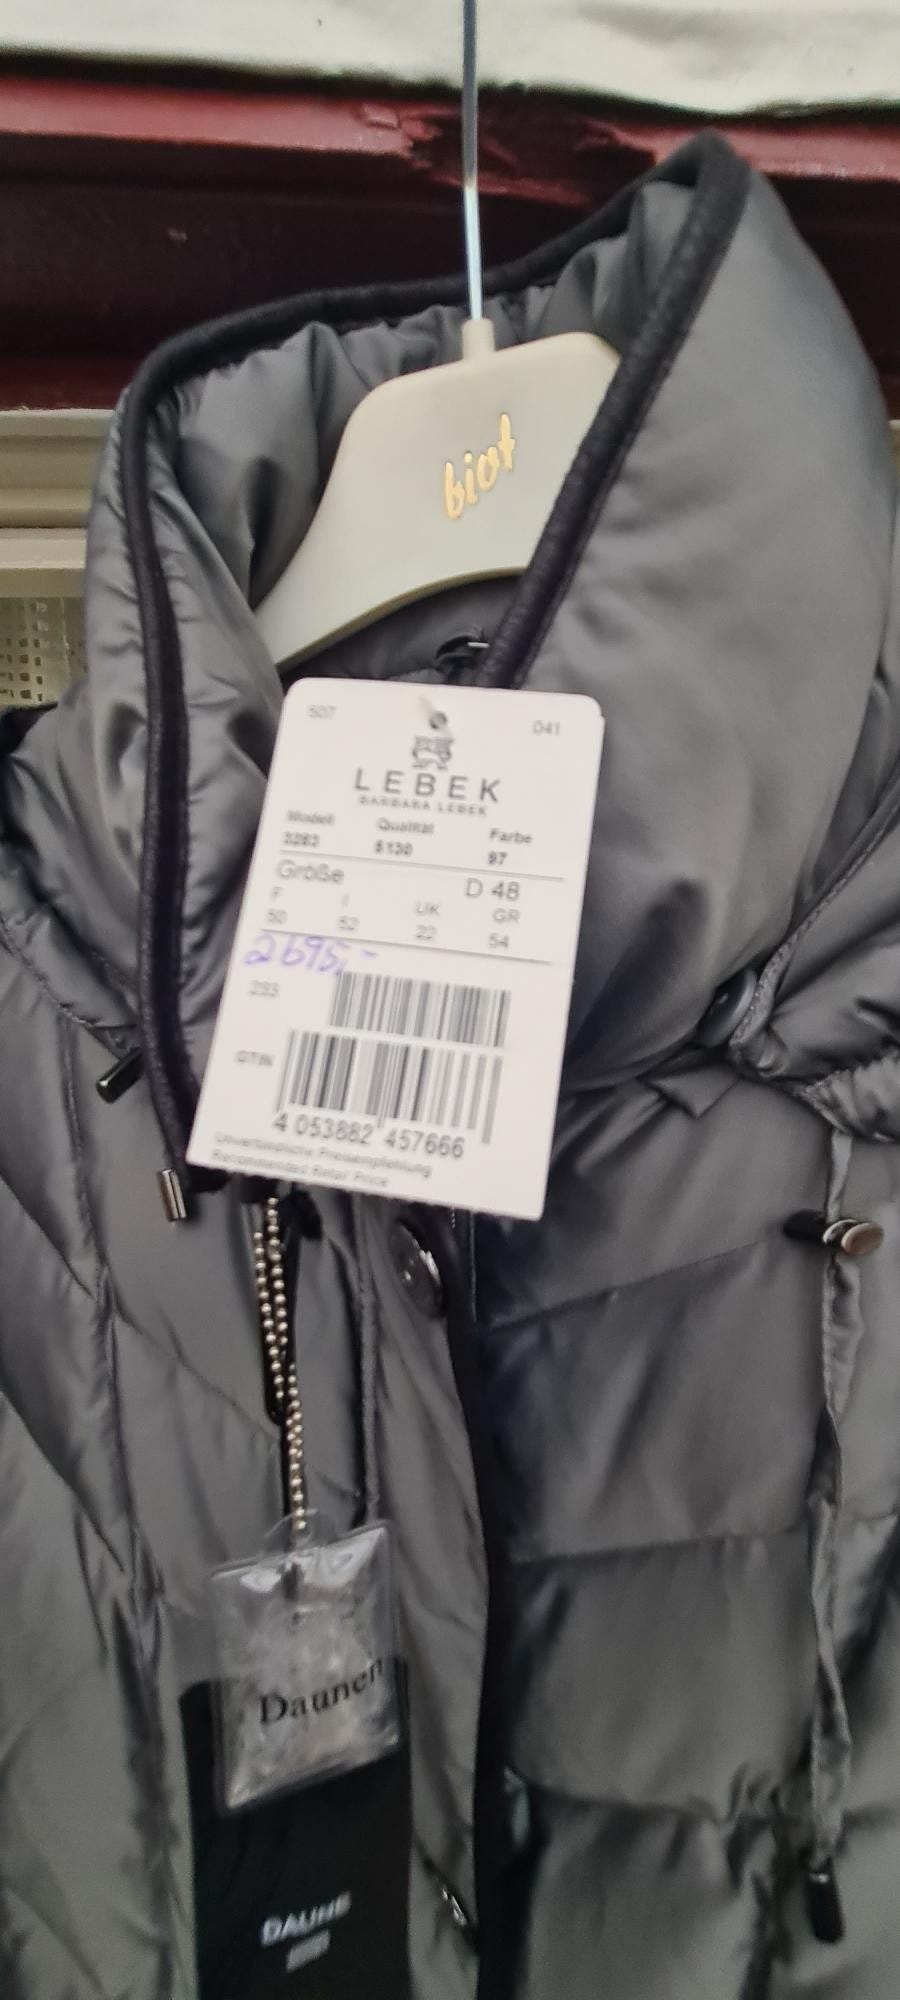 biot
507 041
LEBEK
BARBARA LEBEK
Modell Qualität Farbe
3283 6130 97
Größe D 48
F I UK GR
50 52 22 54
2695,-
233
GTIN
4 053882 457666
Unverbindliche Preisempfehlung
Recommended Retail Price
Daunen
DAUNE